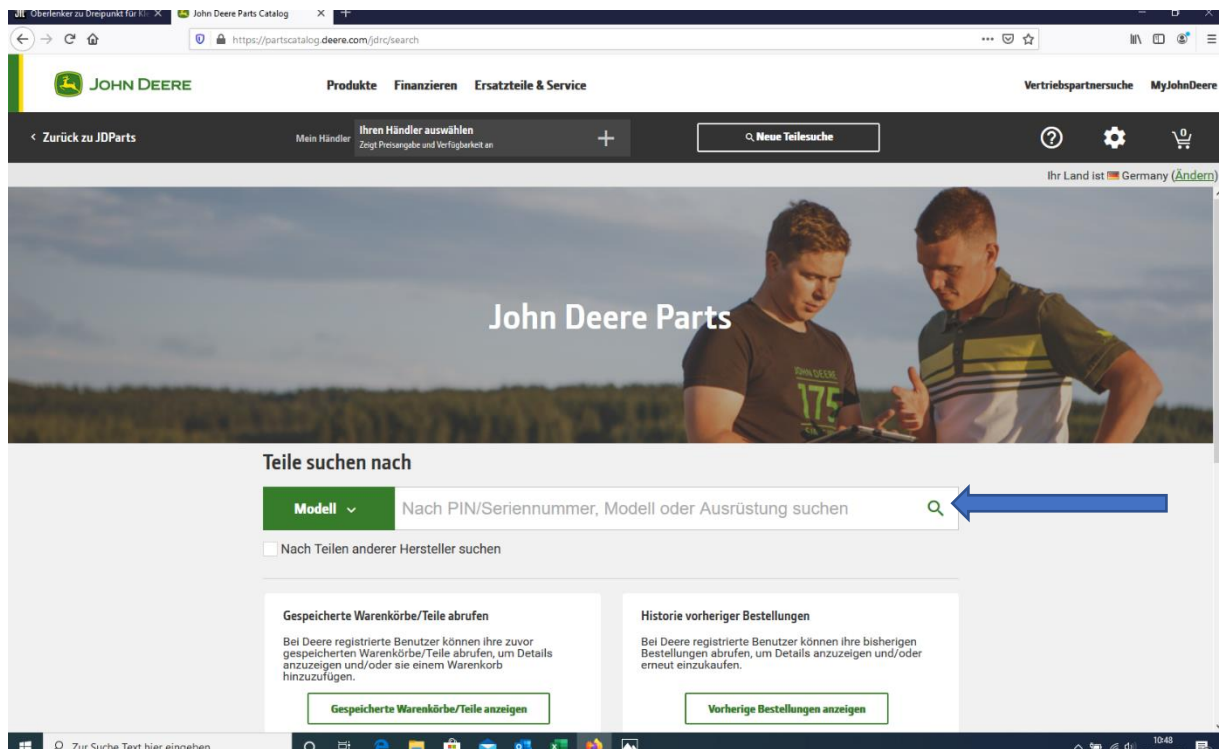 Oberlenker zu Dreipunkt für Kl
John Deere Parts Catalog
https://partscatalog.deere.com/jdrc/search
JOHN DEERE
Produkte Finanzieren Ersatzteile & Service
Vertriebspartnersuche MyJohnDeere
Zurück zu JDParts
Mein Händler
Ihren Händler auswählen
Zeigt Preisangabe und Verfügbarkeit an
Neue Teilesuche
0
Ihr Land ist Germany (Ändern)
John Deere Parts
JOHN DEERE
175
Teile suchen nach
Modell
Nach PIN/Seriennummer, Modell oder Ausrüstung suchen
Nach Teilen anderer Hersteller suchen
Gespeicherte Warenkörbe/Teile abrufen
Bei Deere registrierte Benutzer können ihre zuvor
gespeicherten Warenkörbe/Teile abrufen, um Details
anzuzeigen und/oder sie einem Warenkorb
hinzuzufügen.
Gespeicherte Warenkörbe/Teile anzeigen
Historie vorheriger Bestellungen
Bei Deere registrierte Benutzer können ihre bisherigen
Bestellungen abrufen, um Details anzuzeigen und/oder
erneut einzukaufen.
Vorherige Bestellungen anzeigen
Zur Suche Text hier eingeben
10:48